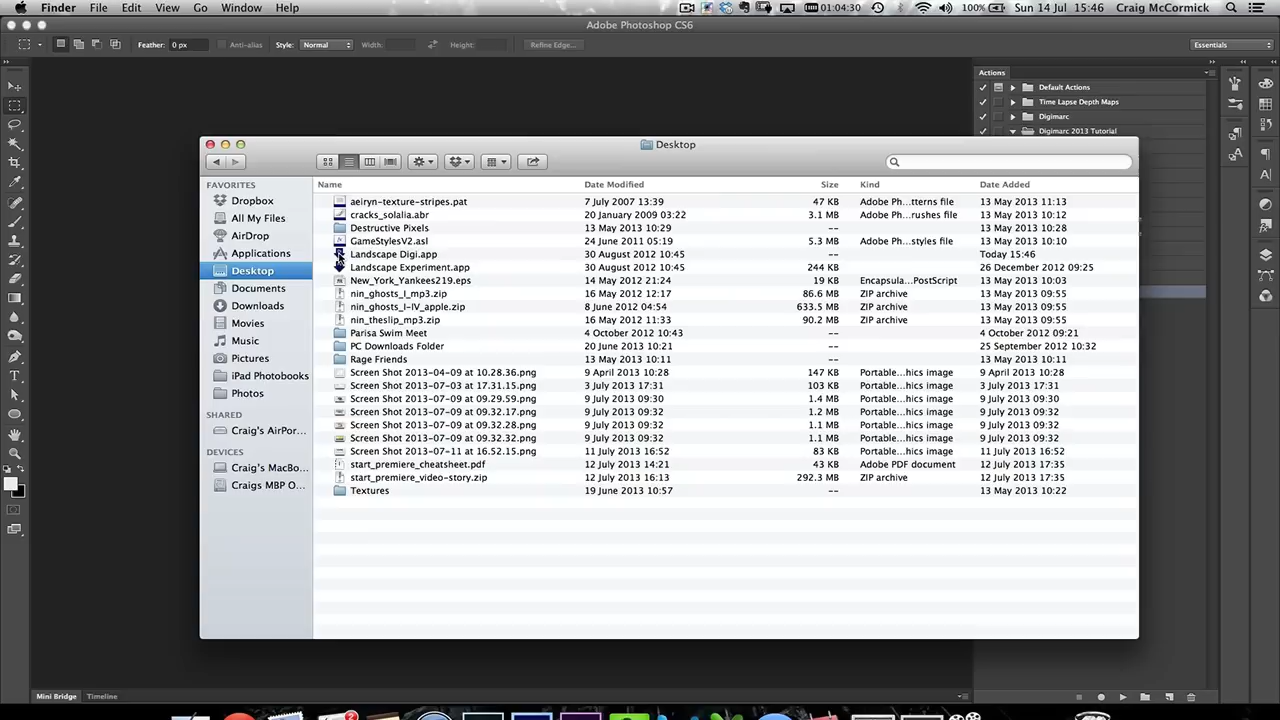 Finder File Edit View Go Window Help 01:04:30 100% Sun 14 Jul 15:46 Craig McCormick
Adobe Photoshop CS6
Feather: 0 px Anti-alias Style: Normal Width: Height: Refine Edge... Essentials
Actions
Default Actions
Time Lapse Depth Maps
Digimarc
Digimarc 2013 Tutorial
Desktop
FAVORITES Name Date Modified Size Kind Date Added
Dropbox aeiryn-texture-stripes.pat 7 July 2007 13:39 47 KB Adobe Ph...tterns file 13 May 2013 11:13
All My Files cracks_solalia.abr 20 January 2009 03:22 3.1 MB Adobe Ph...rushes file 13 May 2013 10:12
Destructive Pixels 13 May 2013 10:29 -- 13 May 2013 10:28
AirDrop GameStylesV2.asl 24 June 2011 05:19 5.3 MB Adobe Ph...styles file 13 May 2013 10:10
Applications Landscape Digi.app 30 August 2012 10:45 -- Today 15:46
Desktop Landscape Experiment.app 30 August 2012 10:45 244 KB 26 December 2012 09:25
New_York_Yankees219.eps 14 May 2012 21:24 19 KB Encapsula...PostScript 13 May 2013 10:03
Documents nin_ghosts_I_mp3.zip 16 May 2012 12:17 86.6 MB ZIP archive 13 May 2013 09:55
Downloads nin_ghosts_I-IV_apple.zip 8 June 2012 04:54 633.5 MB ZIP archive 13 May 2013 09:55
Movies nin_theslip_mp3.zip 16 May 2012 11:33 90.2 MB ZIP archive 13 May 2013 09:55
Parisa Swim Meet 4 October 2012 10:43 -- 4 October 2012 09:21
Music PC Downloads Folder 20 June 2013 10:21 -- 25 September 2012 10:32
Pictures Rage Friends 13 May 2013 10:11 -- 13 May 2013 10:11
iPad Photobooks Screen Shot 2013-04-09 at 10.28.36.png 9 April 2013 10:28 147 KB Portable...hics image 9 April 2013 10:28
Photos Screen Shot 2013-07-03 at 17.31.15.png 3 July 2013 17:31 103 KB Portable...hics image 3 July 2013 17:31
Screen Shot 2013-07-09 at 09.29.59.png 9 July 2013 09:30 1.4 MB Portable...hics image 9 July 2013 09:30
SHARED Screen Shot 2013-07-09 at 09.32.17.png 9 July 2013 09:32 1.2 MB Portable...hics image 9 July 2013 09:32
Craig's AirPor... Screen Shot 2013-07-09 at 09.32.28.png 9 July 2013 09:32 1.1 MB Portable...hics image 9 July 2013 09:32
Screen Shot 2013-07-09 at 09.32.32.png 9 July 2013 09:32 1.1 MB Portable...hics image 9 July 2013 09:32
DEVICES Screen Shot 2013-07-11 at 16.52.15.png 11 July 2013 16:52 83 KB Portable...hics image 11 July 2013 16:52
Craig's MacBo... start_premiere_cheatsheet.pdf 12 July 2013 14:21 43 KB Adobe PDF document 12 July 2013 17:35
Craigs MBP O... start_premiere_video-story.zip 12 July 2013 16:13 292.3 MB ZIP archive 12 July 2013 17:35
Textures 19 June 2013 10:57 -- 13 May 2013 10:22
Mini Bridge Timeline
2